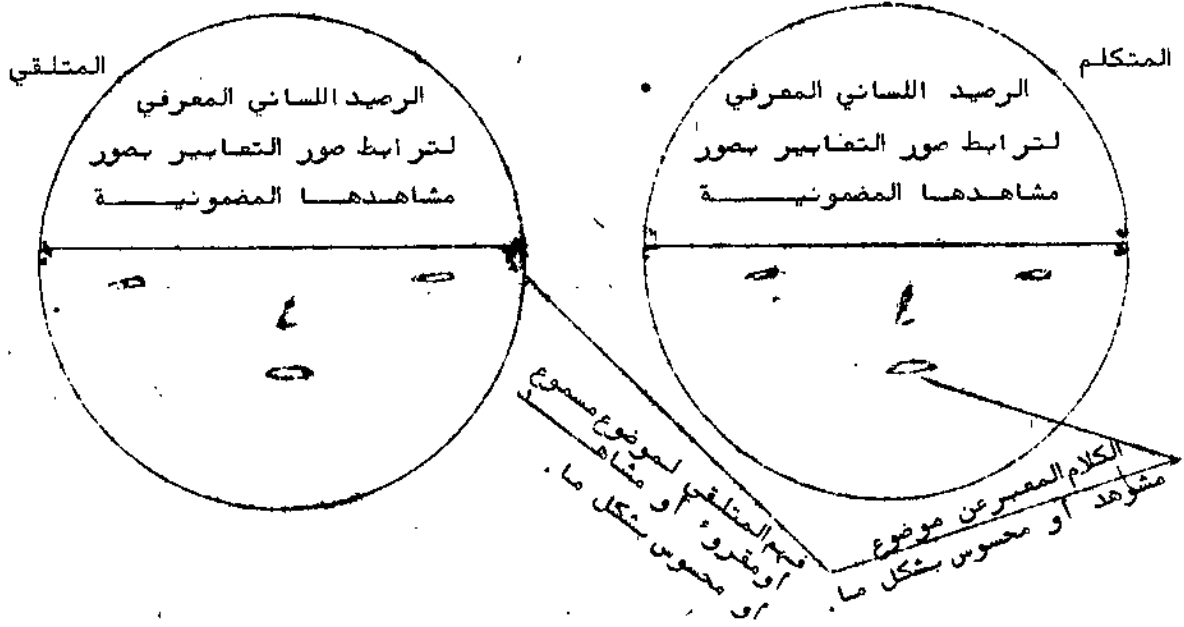 المتكلم
الرصيد اللساني المعرفي
لترابط صور التعابير بصور
مشاهدها المضمونية
المتلقي
الرصيد اللساني المعرفي
لترابط صور التعابير بصور
مشاهدها المضمونية
الكلام المعبر عن موضوع
مشوهد أو محسوس بشكل ما.
فهم المتلقي لموضوع مسموع
أو مقروء أو مشاهد
أو محسوس بشكل ما.